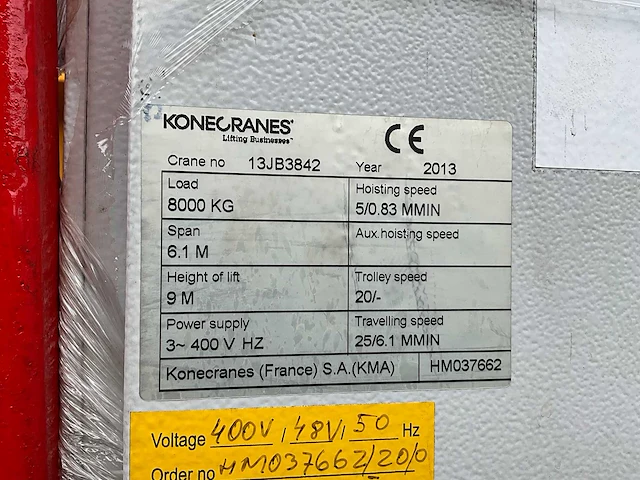 KONECRANES®
Lifting Businesses™
CE
Crane no 13JB3842 Year 2013
Load Hoisting speed
8000 KG 5/0.83 MMIN
Span Aux.hoisting speed
6.1 M
Height of lift Trolley speed
9 M 20/-
Power supply Travelling speed
3~ 400 V HZ 25/6.1 MMIN
Konecranes (France) S.A.(KMA) HM037662
Voltage 400V / 48V / 50 Hz
Order no HM037662/20/0